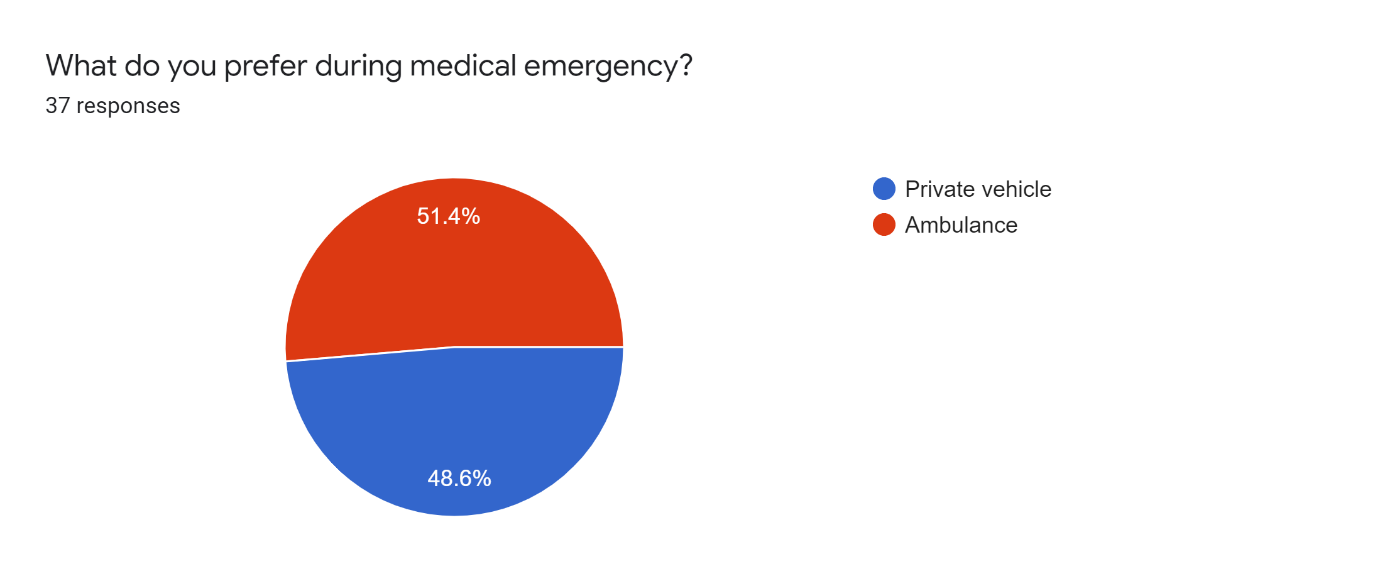 What do you prefer during medical emergency?
37 responses
51.4%
48.6%
Private vehicle
Ambulance